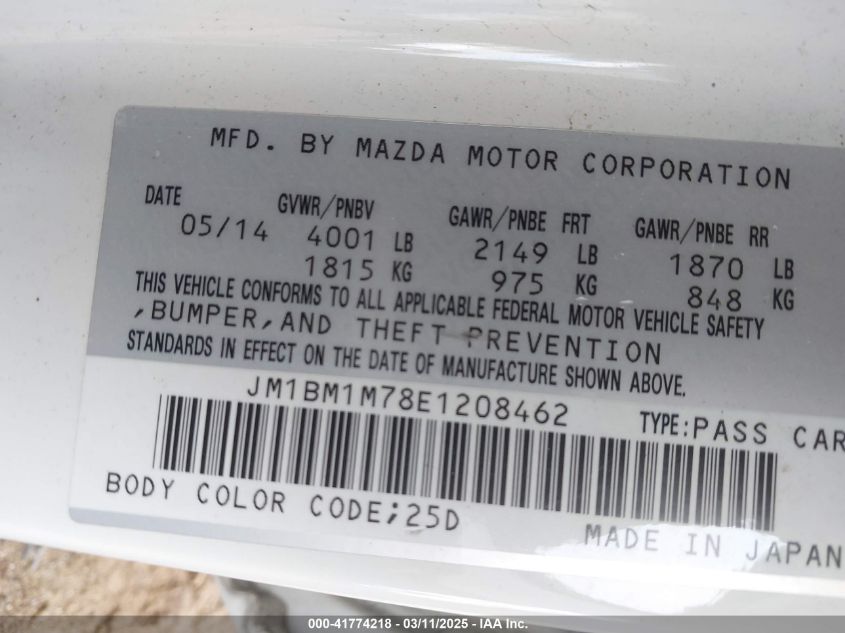 MFD. BY MAZDA MOTOR CORPORATION
DATE GVWR/PNBV GAWR/PNBE FRT GAWR/PNBE RR
05/14 4001 LB 2149 LB 1870 LB
1815 KG 975 KG 848 KG
THIS VEHICLE CONFORMS TO ALL APPLICABLE FEDERAL MOTOR VEHICLE SAFETY
,BUMPER,AND THEFT PREVENTION
STANDARDS IN EFFECT ON THE DATE OF MANUFACTURE SHOWN ABOVE.
JM1BM1M78E1208462 TYPE:PASS CAR
BODY COLOR CODE;25D
MADE IN JAPAN
000-41774218 - 03/11/2025 - IAA Inc.